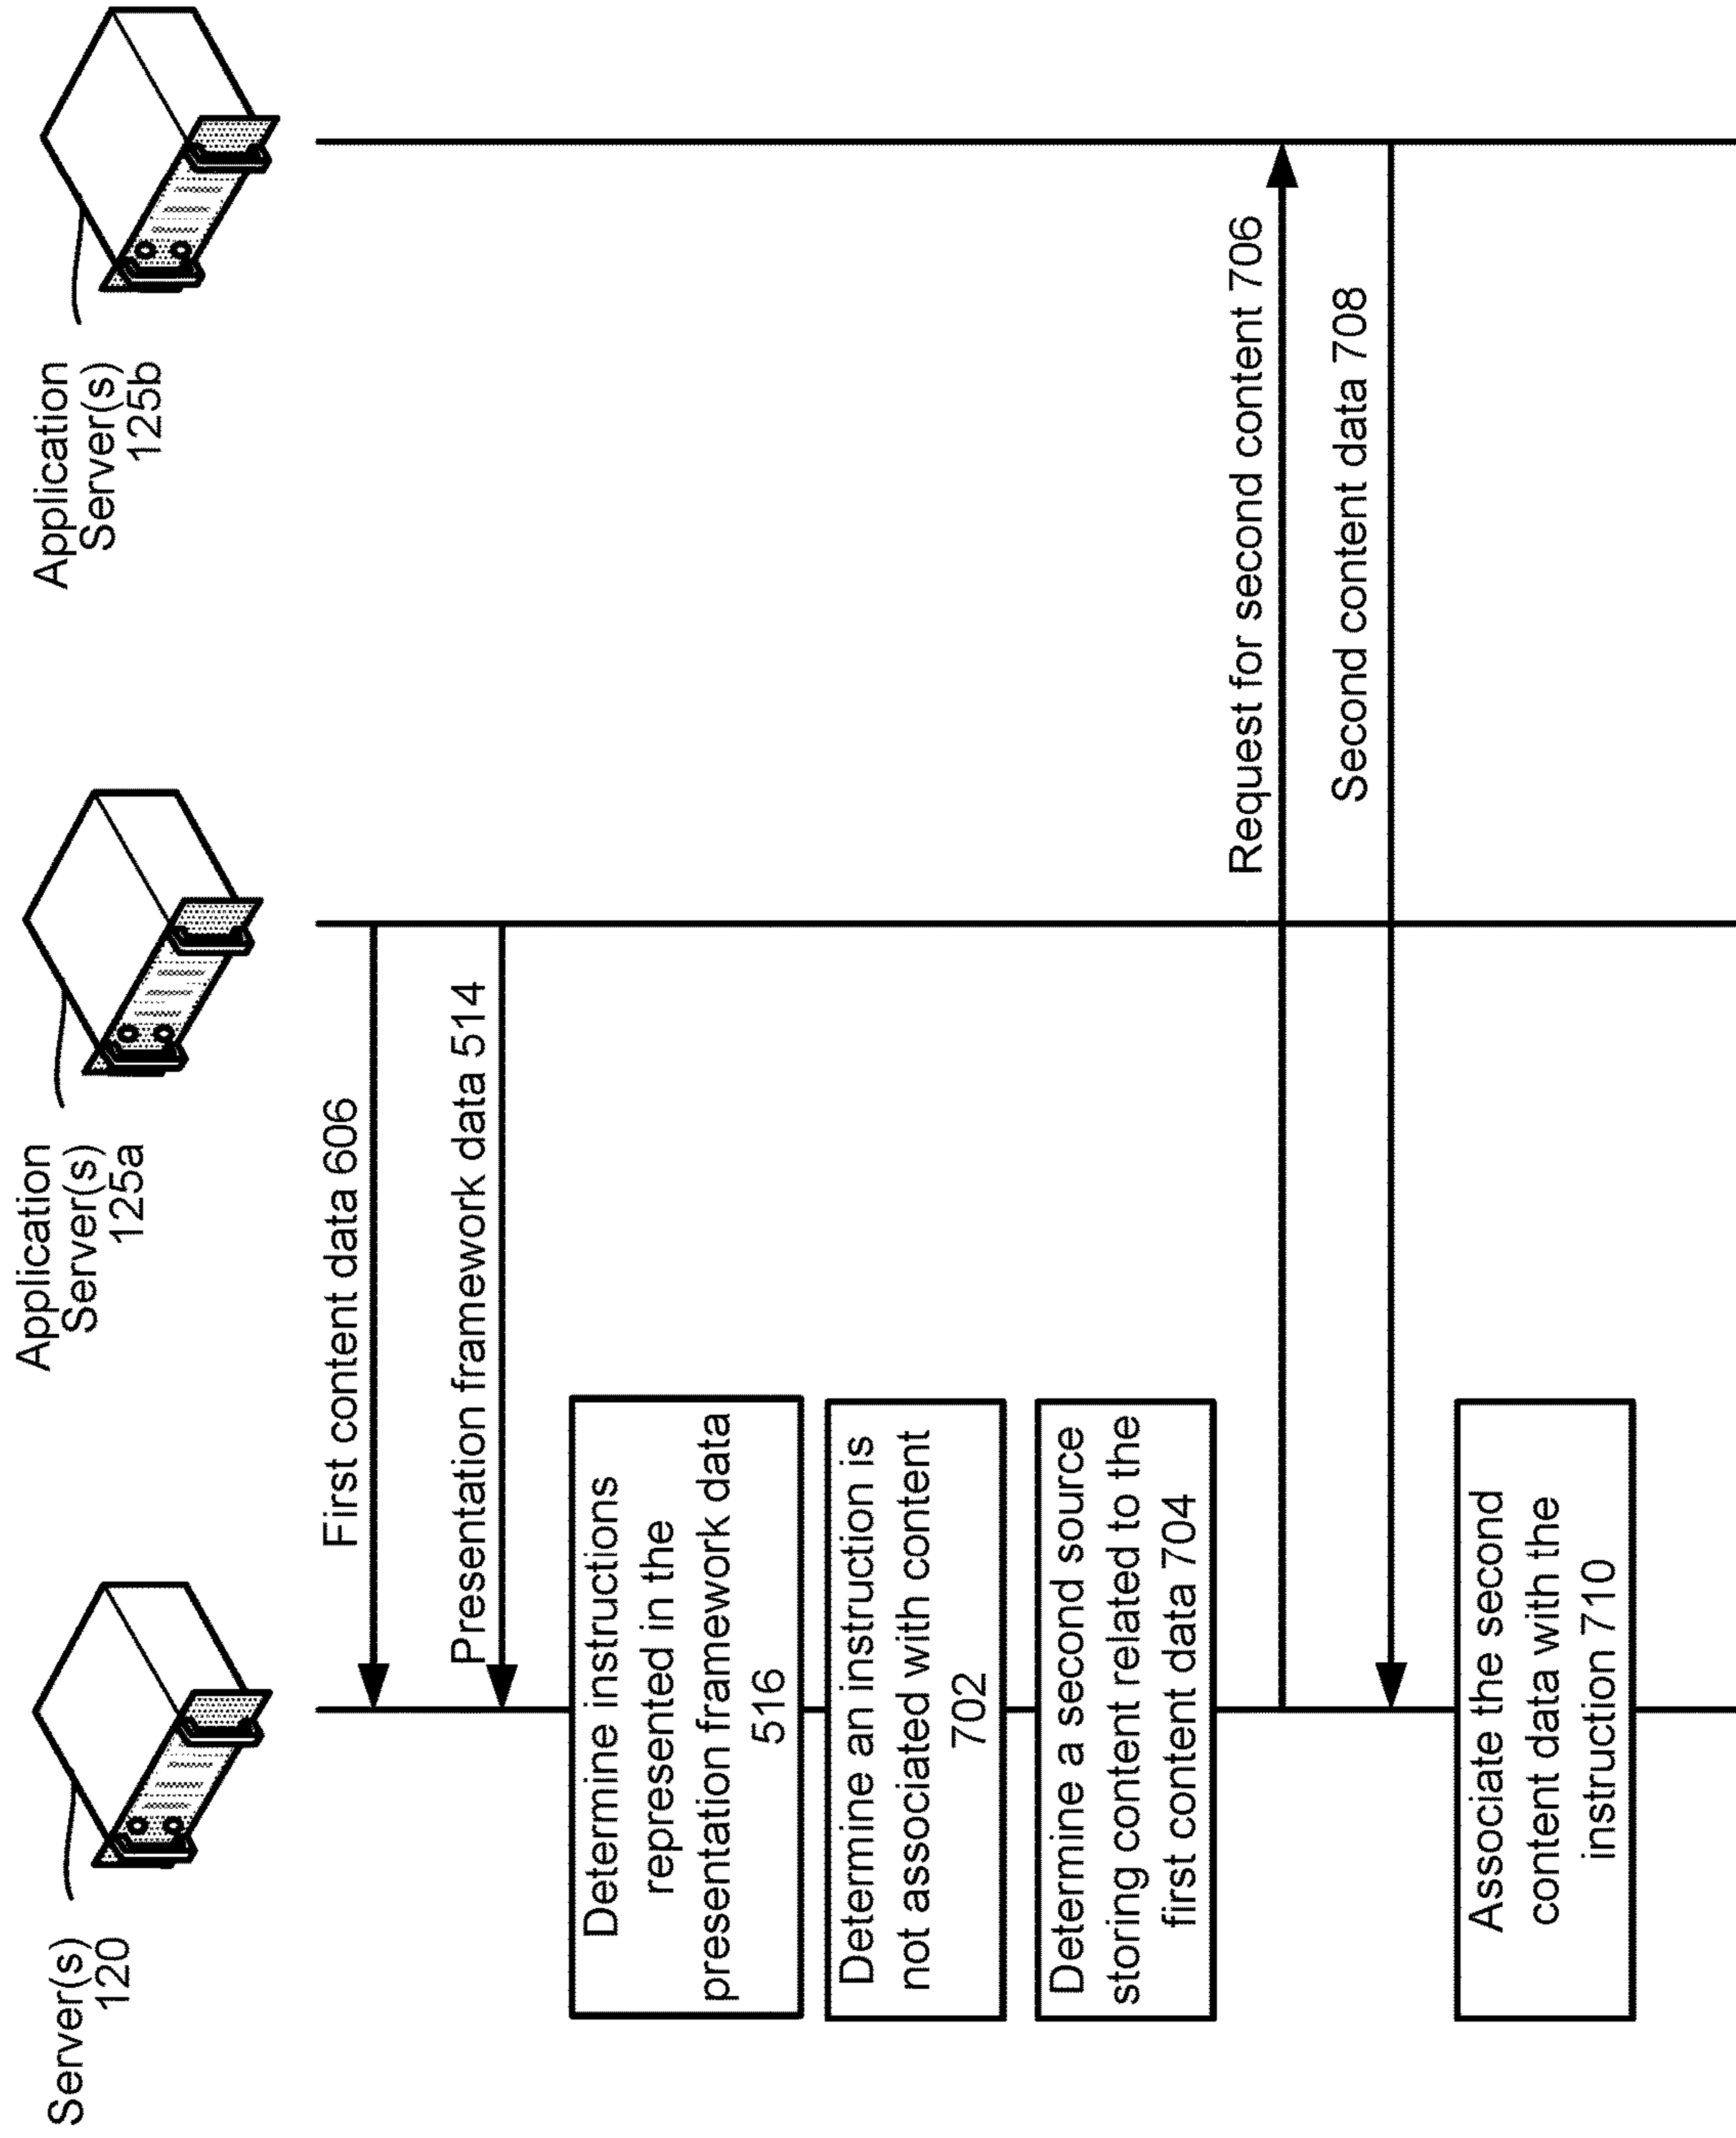 Server(s)
120
Application
Server(s)
125a
Application
Server(s)
125b
First content data 606
Presentation framework data 514
Determine instructions
represented in the
presentation framework data
516
Determine an instruction is
not associated with content
702
Determine a second source
storing content related to the
first content data 704
Request for second content 706
Second content data 708
Associate the second
content data with the
instruction 710